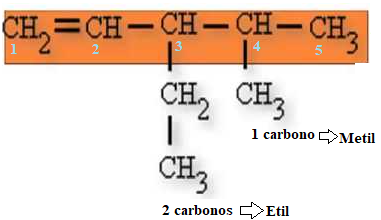 CH₂=CH—CH—CH—CH₃
1 2 3 4 5
CH₂ CH₃
1 carbono ⇨ Metil
CH₃
2 carbonos ⇨ Etil